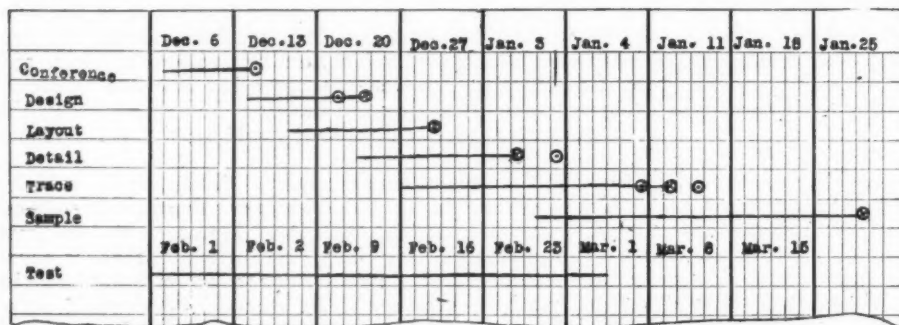 Dec. 6 Dec.13 Dec. 20 Dec.27 Jan. 3 Jan. 4 Jan. 11 Jan. 18 Jan.25
Conference
Design
Layout
Detail
Trace
Sample
Feb. 1 Feb. 2 Feb. 9 Feb. 16 Feb. 23 Mar. 1 Mar. 8 Mar. 15
Test